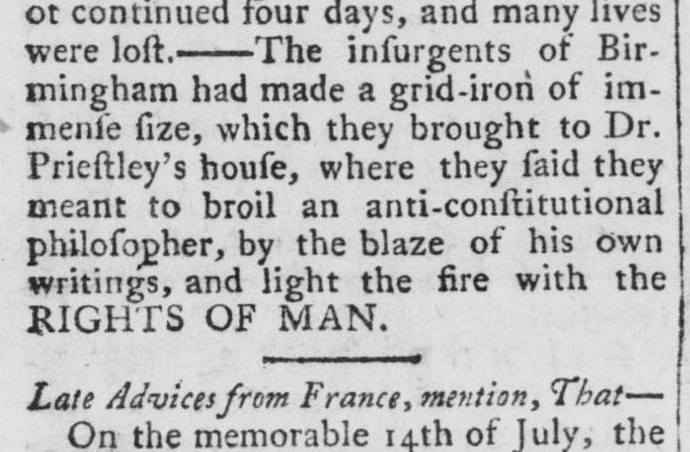 ot continued four days, and many lives
were loſt.——The inſurgents of Bir-
mingham had made a grid-iron of im-
menſe ſize, which they brought to Dr.
Prieſtley's houſe, where they ſaid they
meant to broil an anti-conſtitutional
philoſopher, by the blaze of his own
writings, and light the fire with the
RIGHTS OF MAN.
Late Advices from France, mention, That—
On the memorable 14th of July, the